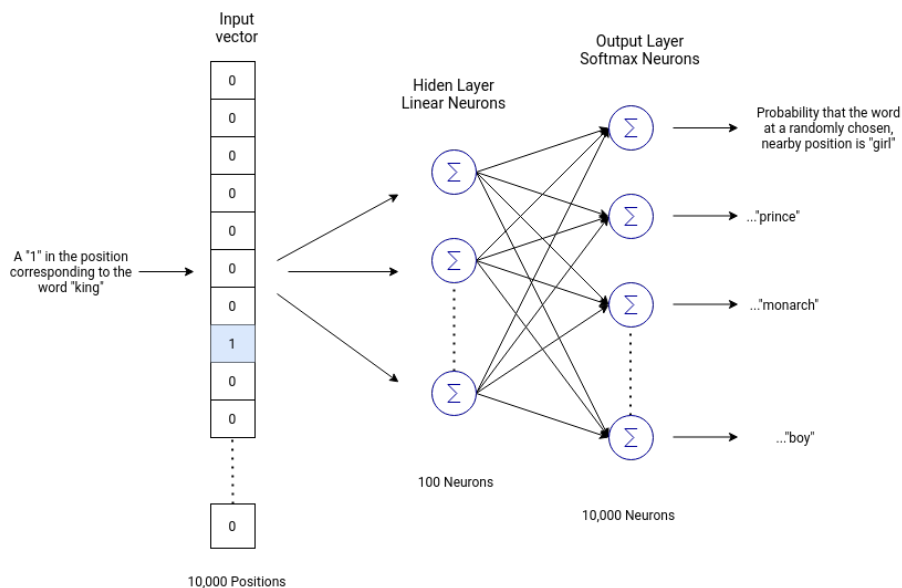 Input
vector
0
0
0
0
0
0
0
1
0
0
0
A "1" in the position
corresponding to the
word "king"
10,000 Positions
Hiden Layer
Linear Neurons
∑
∑
∑
100 Neurons
Output Layer
Softmax Neurons
∑
∑
∑
∑
10,000 Neurons
Probability that the word
at a randomly chosen,
nearby position is "girl"
..."prince"
..."monarch"
..."boy"